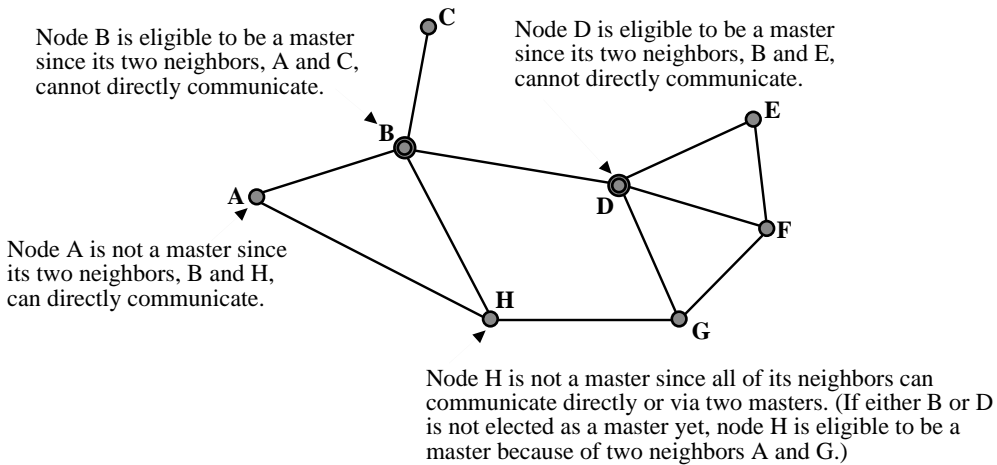 C
Node B is eligible to be a master
since its two neighbors, A and C,
cannot directly communicate.
Node D is eligible to be a master
since its two neighbors, B and E,
cannot directly communicate.
E
B
A
D
F
Node A is not a master since
its two neighbors, B and H,
can directly communicate.
H
G
Node H is not a master since all of its neighbors can
communicate directly or via two masters. (If either B or D
is not elected as a master yet, node H is eligible to be a
master because of two neighbors A and G.)